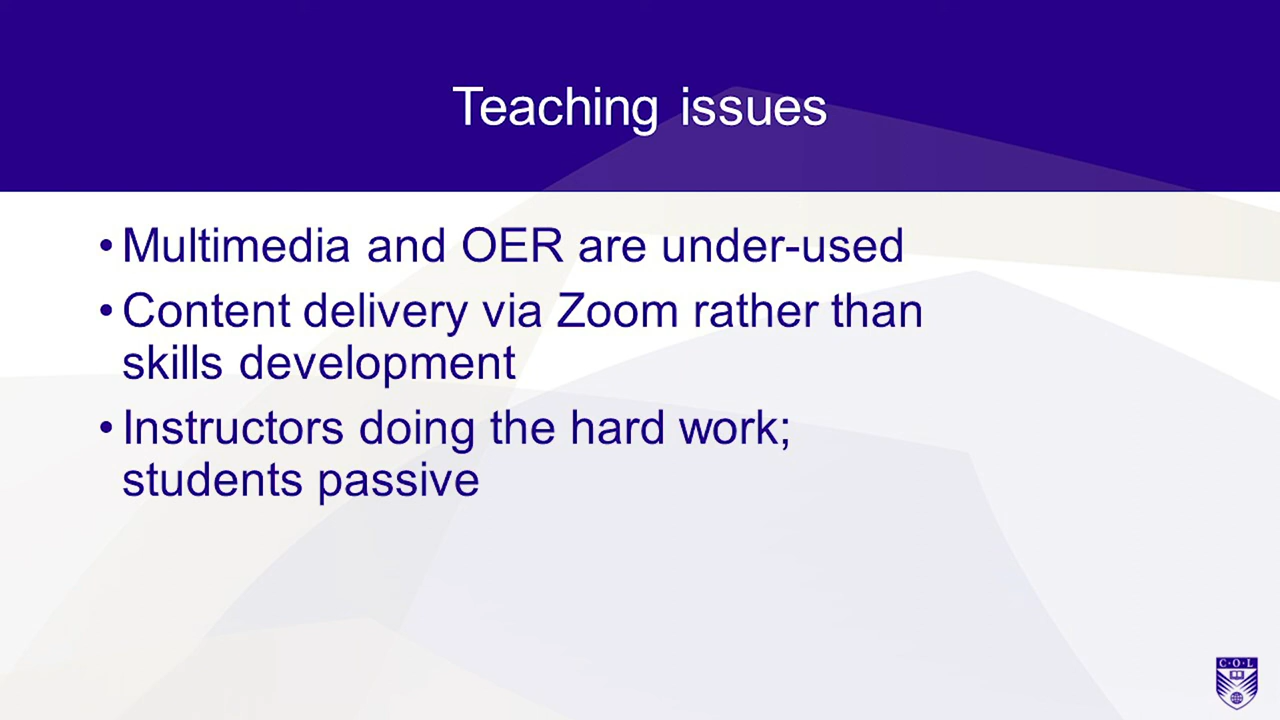 Teaching issues
• Multimedia and OER are under-used
• Content delivery via Zoom rather than
skills development
• Instructors doing the hard work;
students passive
C·O·L